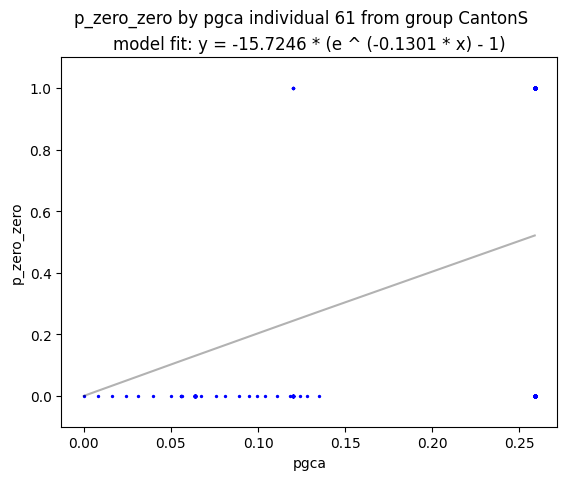 p_zero_zero by pgca individual 61 from group CantonS
model fit: y = -15.7246 * (e ^ (-0.1301 * x) - 1)
1.0
0.8
0.6
0.4
0.2
0.0
p_zero_zero
0.00 0.05 0.10 0.15 0.20 0.25
pgca